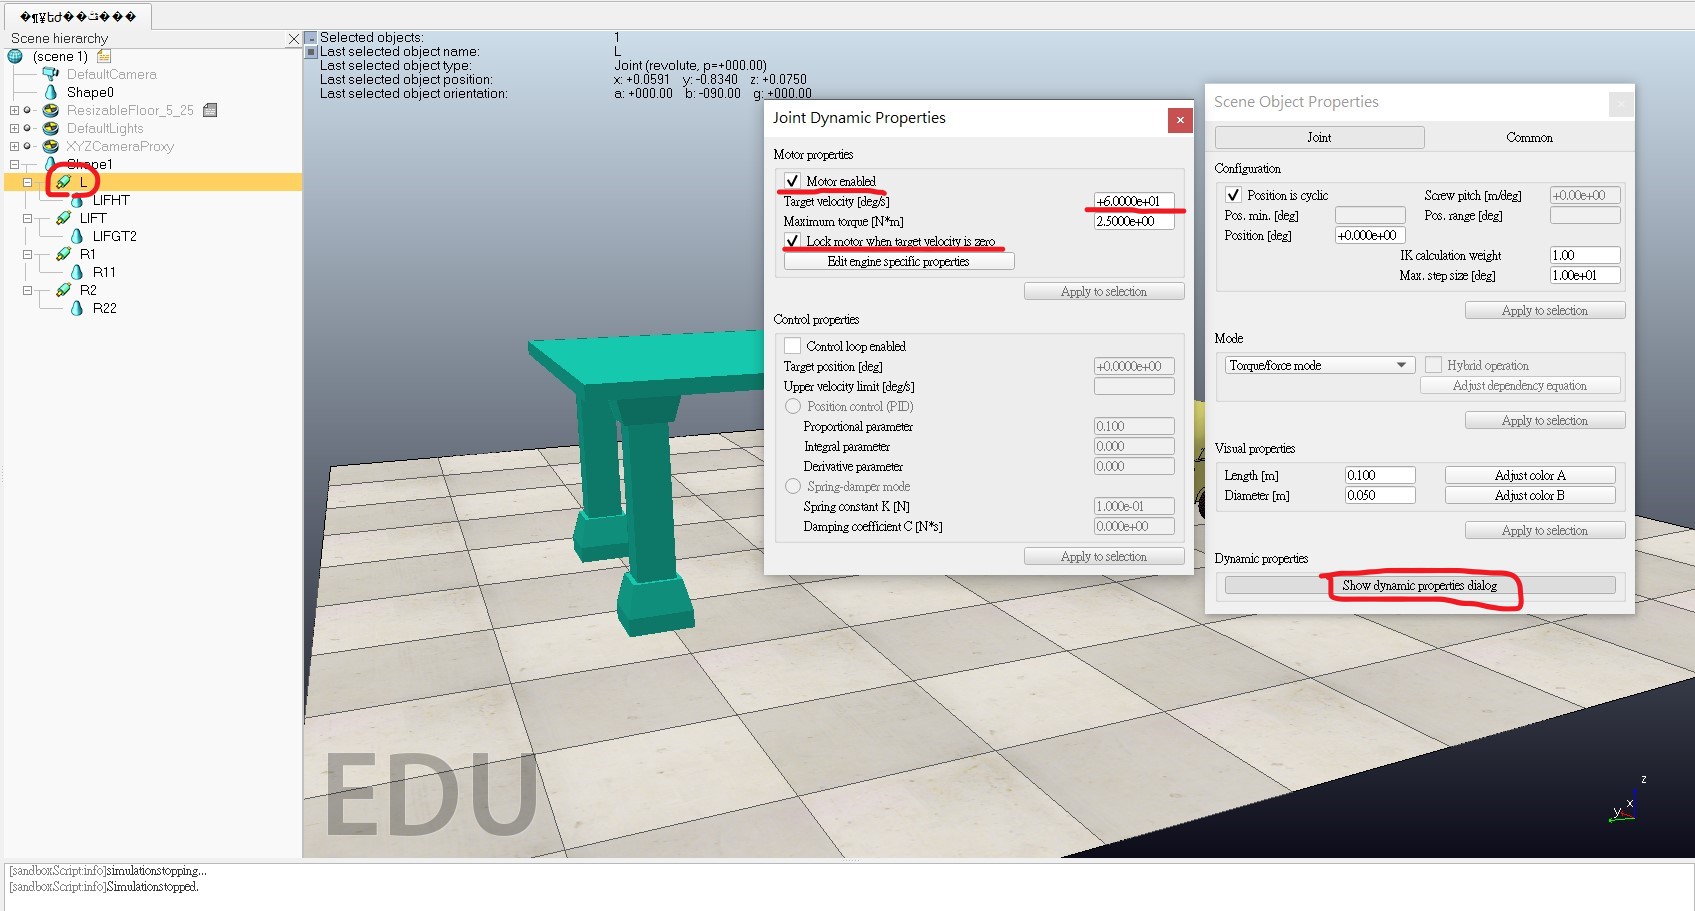 Scene hierarchy
(scene 1)
DefaultCamera
Shape0
ResizableFloor_5_25
DefaultLights
XYZCameraProxy
Shape1
L
LIFHT
LIFT
LIFGT2
R1
R11
R2
R22
Selected objects: 1
Last selected object name: L
Last selected object type: Joint (revolute, p=+000.00)
Last selected object position: x: +0.0591 y: -0.8340 z: +0.0750
Last selected object orientation: a: +000.00 b: -090.00 g: +000.00
Joint Dynamic Properties
Motor properties
Motor enabled
Target velocity [deg/s] +6.0000e+01
Maximum torque [N*m] 2.5000e+00
Lock motor when target velocity is zero
Edit engine specific properties
Apply to selection
Control properties
Control loop enabled
Target position [deg] +0.0000e+00
Upper velocity limit [deg/s]
Position control (PID)
Proportional parameter 0.100
Integral parameter 0.000
Derivative parameter 0.000
Spring-damper mode
Spring constant K [N] 1.000e-01
Damping coefficient C [N*s] 0.000e+00
Apply to selection
Scene Object Properties
Joint Common
Configuration
Position is cyclic Screw pitch [m/deg] +0.00e+00
Pos. min. [deg] Pos. range [deg]
Position [deg] +0.000e+00
IK calculation weight 1.00
Max. step size [deg] 1.00e+01
Apply to selection
Mode
Torque/force mode Hybrid operation
Adjust dependency equation
Apply to selection
Visual properties
Length [m] 0.100 Adjust color A
Diameter [m] 0.050 Adjust color B
Apply to selection
Dynamic properties
Show dynamic properties dialog
EDU
z
x
y
[sandboxScript:info]simulationstopping...
[sandboxScript:info]Simulationstopped.